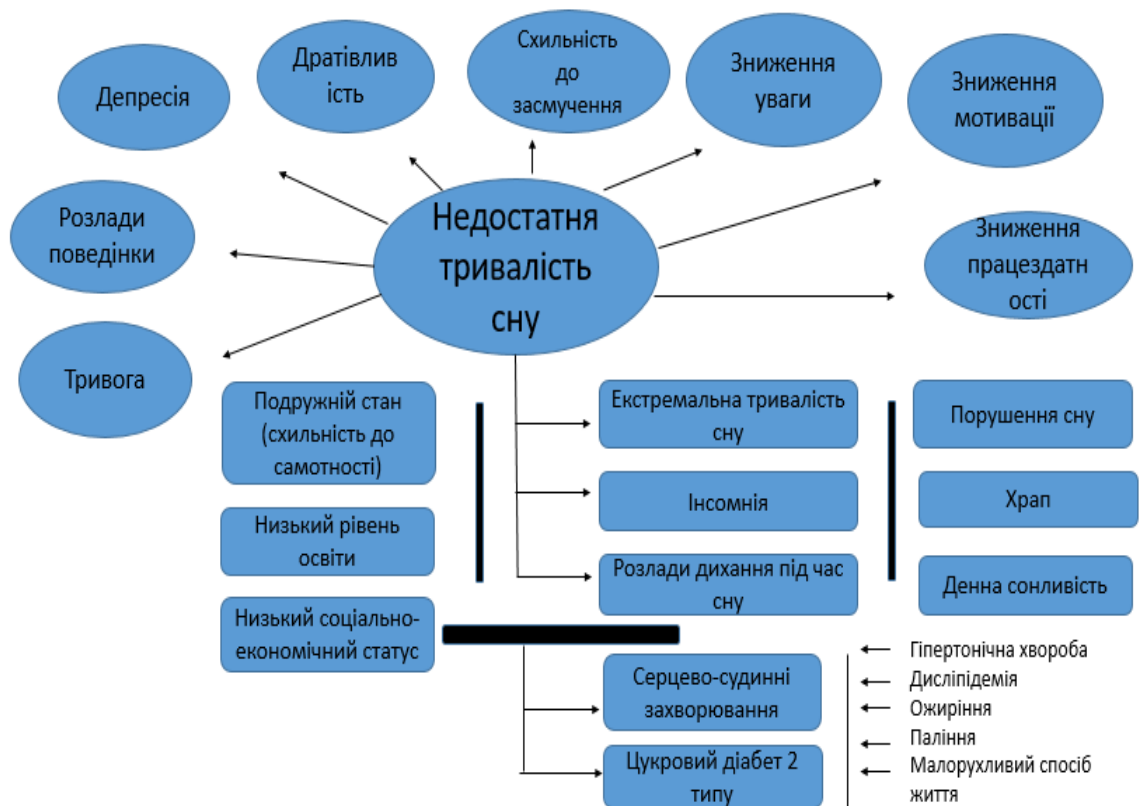 Депресія
Дратівлив
ість
Схильність
до
засмучення
Зниження
уваги
Зниження
мотивації
Розлади
поведінки
Недостатня
тривалість
сну
Зниження
працездатн
ості
Тривога
Подружній стан
(схильність до
самотності)
Екстремальна тривалість
сну
Порушення сну
Низький рівень
освіти
Інсомнія
Храп
Розлади дихання під час
сну
Денна сонливість
Низький соціально-
економічний статус
Серцево-судинні
захворювання
Цукровий діабет 2
типу
Гіпертонічна хвороба
Дисліпідемія
Ожиріння
Паління
Малорухливий спосіб
життя